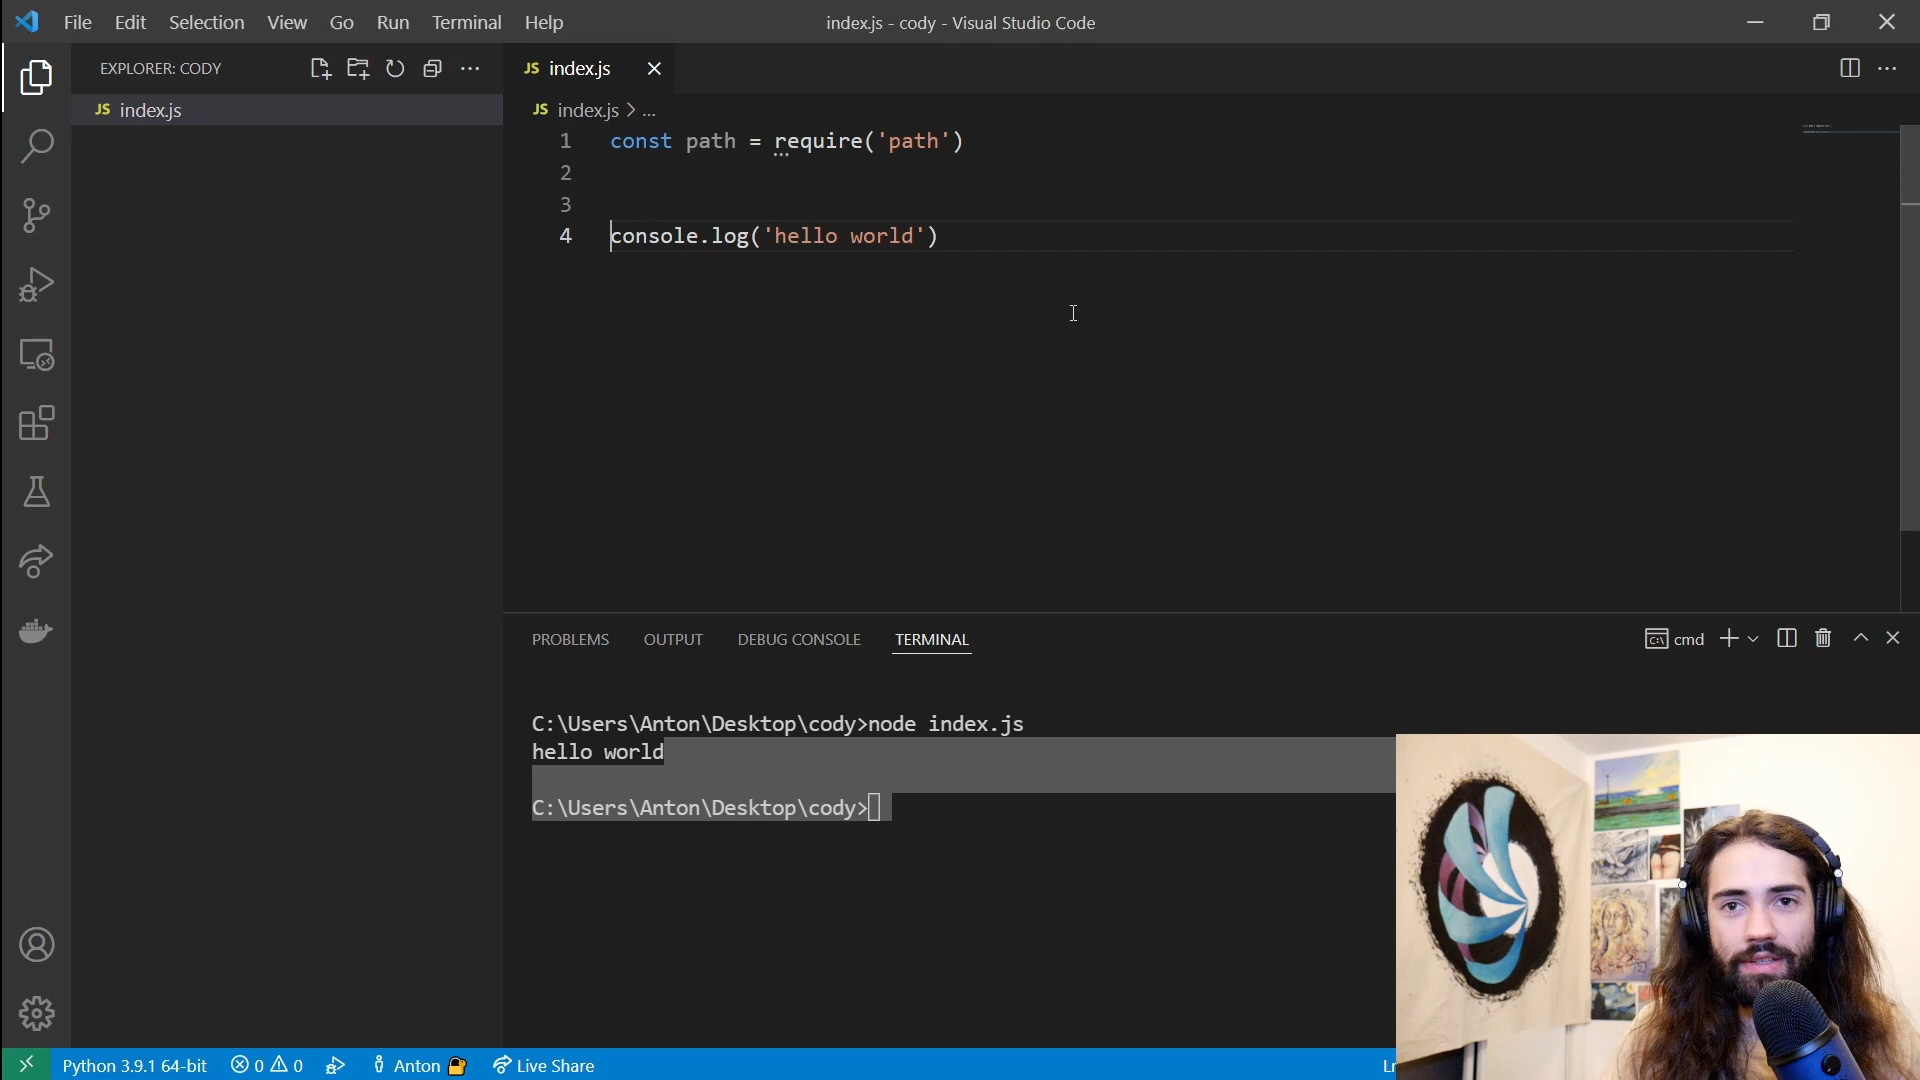 File Edit Selection View Go Run Terminal Help
index.js - cody - Visual Studio Code
EXPLORER: CODY
JS index.js
JS index.js
JS index.js > ...
1 const path = require('path')
2
3
4 console.log('hello world')
PROBLEMS OUTPUT DEBUG CONSOLE TERMINAL
cmd
C:\Users\Anton\Desktop\cody>node index.js
hello world
C:\Users\Anton\Desktop\cody>
Python 3.9.1 64-bit 0 0 Anton Live Share